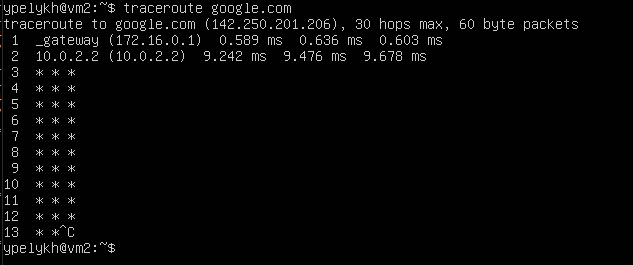 ypelykh@vm2:~$ traceroute google.com
traceroute to google.com (142.250.201.206), 30 hops max, 60 byte packets
 1  _gateway (172.16.0.1)  0.589 ms  0.636 ms  0.603 ms
 2  10.0.2.2 (10.0.2.2)  9.242 ms  9.476 ms  9.678 ms
 3  * * *
 4  * * *
 5  * * *
 6  * * *
 7  * * *
 8  * * *
 9  * * *
10  * * *
11  * * *
12  * * *
13  * *^C
ypelykh@vm2:~$